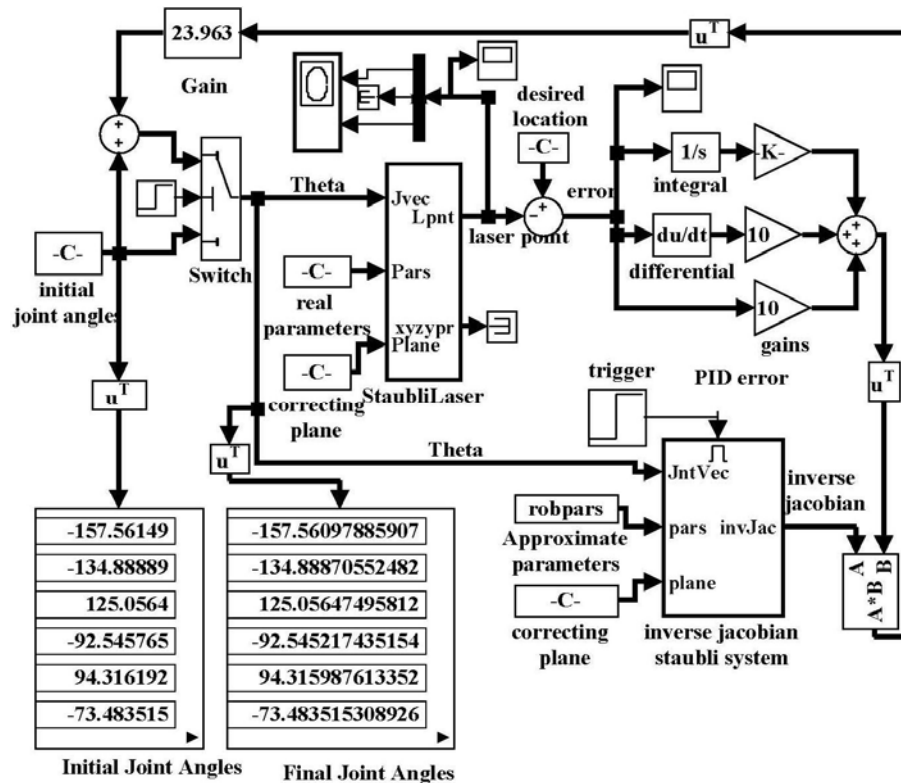 23.963
Gain
u^T
desired
location
-C-
Theta
Jvec
Lpnt
laser point
error
1/s
integral
-K-
du/dt
differential
10
10
gains
PID error
Switch
-C-
initial
joint angles
-C-
real
parameters
Pars
xyzypr
Plane
-C-
correcting
plane
StaubliLaser
trigger
u^T
u^T
u^T
Theta
JntVec
inverse
jacobian
robpars
pars
invJac
Approximate
parameters
plane
-C-
correcting
plane
inverse jacobian
staubli system
A
B
A*B
-157.56149
-134.88889
125.0564
-92.545765
94.316192
-73.483515
Initial Joint Angles
-157.56097885907
-134.88870552482
125.05647495812
-92.545217435154
94.315987613352
-73.483515308926
Final Joint Angles